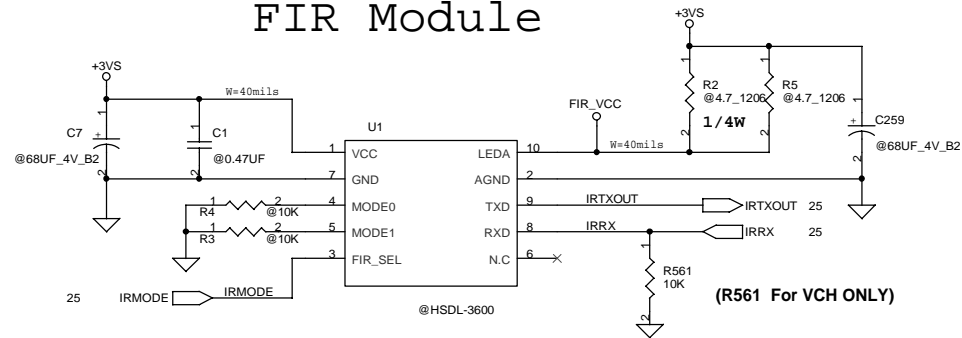 FIR Module
+3VS
+3VS
W=40mils
1
2
C7
+
@68UF_4V_B2
1
2
C1
@0.47UF
U1
1 VCC
7 GND
4 MODE0
5 MODE1
3 FIR_SEL
LEDA 10
AGND 2
TXD 9
RXD 8
N.C 6
@HSDL-3600
R4 1 2 @10K
R3 1 2 @10K
25 IRMODE IRMODE
FIR_VCC
W=40mils
1
2
R2
@4.7_1206
1/4W
1
2
R5
@4.7_1206
1
2
+
C259
@68UF_4V_B2
IRTXOUT IRTXOUT 25
IRRX IRRX 25
1
2
R561
10K
(R561 For VCH ONLY)